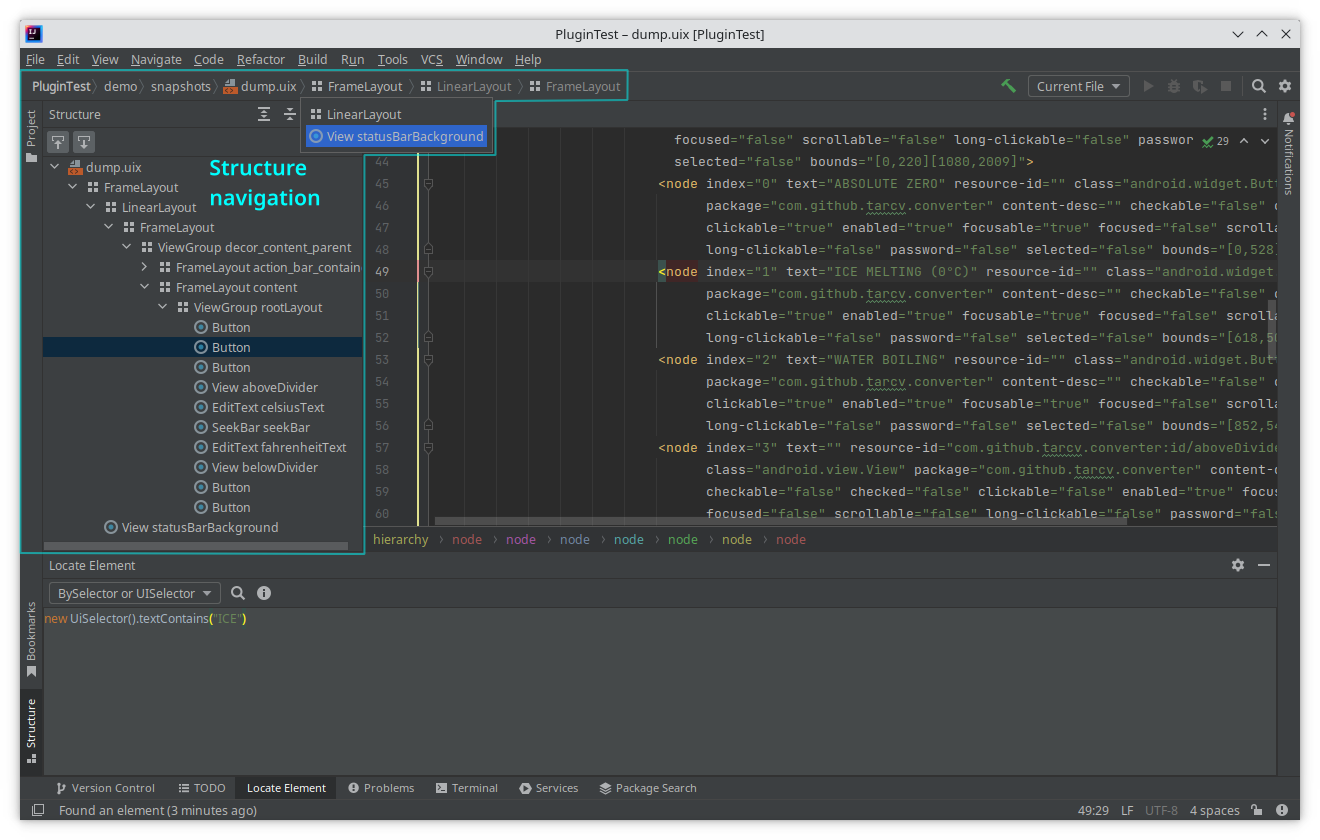 PluginTest – dump.uix [PluginTest]
File Edit View Navigate Code Refactor Build Run Tools VCS Window Help
PluginTest demo snapshots dump.uix FrameLayout LinearLayout FrameLayout
Current File
LinearLayout
View statusBarBackground
Project
Structure
dump.uix
FrameLayout
LinearLayout
FrameLayout
ViewGroup decor_content_parent
FrameLayout action_bar_contain
FrameLayout content
ViewGroup rootLayout
Button
Button
Button
View aboveDivider
EditText celsiusText
SeekBar seekBar
EditText fahrenheitText
View belowDivider
Button
Button
View statusBarBackground
Structure
navigation
focused="false" scrollable="false" long-clickable="false" passwor
29
44 selected="false" bounds="[0,220][1080,2009]">
45 <node index="0" text="ABSOLUTE ZERO" resource-id="" class="android.widget.But
46 package="com.github.tarcv.converter" content-desc="" checkable="false" c
47 clickable="true" enabled="true" focusable="true" focused="false" scrolla
48 long-clickable="false" password="false" selected="false" bounds="[0,528]
49 <node index="1" text="ICE MELTING (0°C)" resource-id="" class="android.widget
50 package="com.github.tarcv.converter" content-desc="" checkable="false" c
51 clickable="true" enabled="true" focusable="true" focused="false" scrolla
52 long-clickable="false" password="false" selected="false" bounds="[618,50
53 <node index="2" text="WATER BOILING" resource-id="" class="android.widget.But
54 package="com.github.tarcv.converter" content-desc="" checkable="false" c
55 clickable="true" enabled="true" focusable="true" focused="false" scrolla
56 long-clickable="false" password="false" selected="false" bounds="[852,54
57 <node index="3" text="" resource-id="com.github.tarcv.converter:id/aboveDivide
58 class="android.view.View" package="com.github.tarcv.converter" content-d
59 checkable="false" checked="false" clickable="false" enabled="true" focus
60 focused="false" scrollable="false" long-clickable="false" password="fals
Notifications
hierarchy node node node node node node node
Locate Element
BySelector or UISelector
new UiSelector().textContains("ICE")
Bookmarks
Structure
Version Control TODO Locate Element Problems Terminal Services Package Search
Found an element (3 minutes ago)
49:29 LF UTF-8 4 spaces